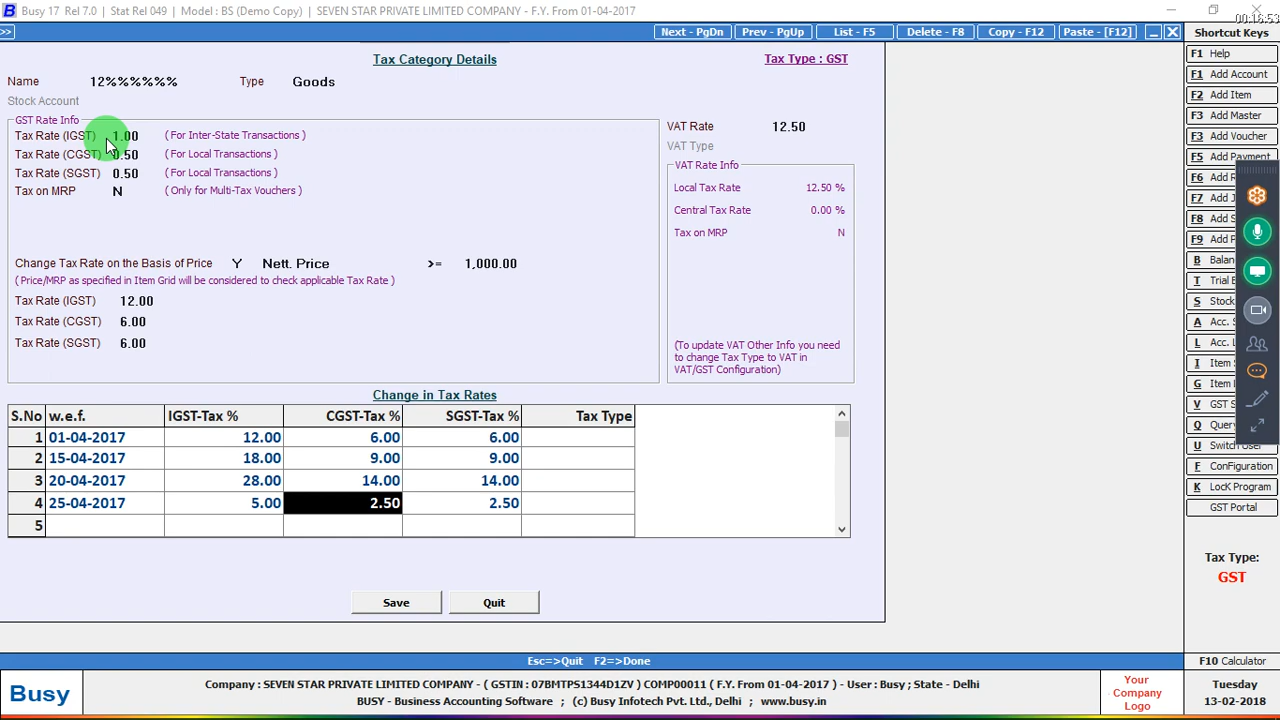 Busy 17 Rel 7.0 | Stat Rel 049 | Model : BS (Demo Copy) | SEVEN STAR PRIVATE LIMITED COMPANY - F.Y. From 01-04-2017
00:16:53
>> Next - PgDn Prev - PgUp List - F5 Delete - F8 Copy - F12 Paste - [F12]
Shortcut Keys
Tax Category Details
Tax Type : GST
Name 12%%%%%% Type Goods
Stock Account
GST Rate Info
Tax Rate (IGST) 1.00 ( For Inter-State Transactions )
Tax Rate (CGST) 0.50 ( For Local Transactions )
Tax Rate (SGST) 0.50 ( For Local Transactions )
Tax on MRP N (Only for Multi-Tax Vouchers )
Change Tax Rate on the Basis of Price Y Nett. Price >= 1,000.00
( Price/MRP as specified in Item Grid will be considered to check applicable Tax Rate )
Tax Rate (IGST) 12.00
Tax Rate (CGST) 6.00
Tax Rate (SGST) 6.00
VAT Rate 12.50
VAT Type
VAT Rate Info
Local Tax Rate 12.50 %
Central Tax Rate 0.00 %
Tax on MRP N
(To update VAT Other Info you need
to change Tax Type to VAT in
VAT/GST Configuration)
Change in Tax Rates
S.No w.e.f. IGST-Tax % CGST-Tax % SGST-Tax % Tax Type
1 01-04-2017 12.00 6.00 6.00
2 15-04-2017 18.00 9.00 9.00
3 20-04-2017 28.00 14.00 14.00
4 25-04-2017 5.00 2.50 2.50
5
Save Quit
F1 Help
F1 Add Account
F2 Add Item
F3 Add Master
F3 Add Voucher
F5 Add Payment
F6 Add
F7 Add
F8 Add
F9 Add
B
T Trial
S Stock
A Acc.
L Acc.
I Item
G Item
V GST
Q
U Switch User
F Configuration
K LocK Program
GST Portal
Tax Type:
GST
Esc=>Quit F2=>Done
F10 Calculator
Busy
Company : SEVEN STAR PRIVATE LIMITED COMPANY - ( GSTIN : 07BMTPS1344D1ZV ) COMP00011 ( F.Y. From 01-04-2017 ) - User : Busy ; State - Delhi
BUSY - Business Accounting Software ; (c) Busy Infotech Pvt. Ltd., Delhi ; www.busy.in
Your
Company
Logo
Tuesday
13-02-2018